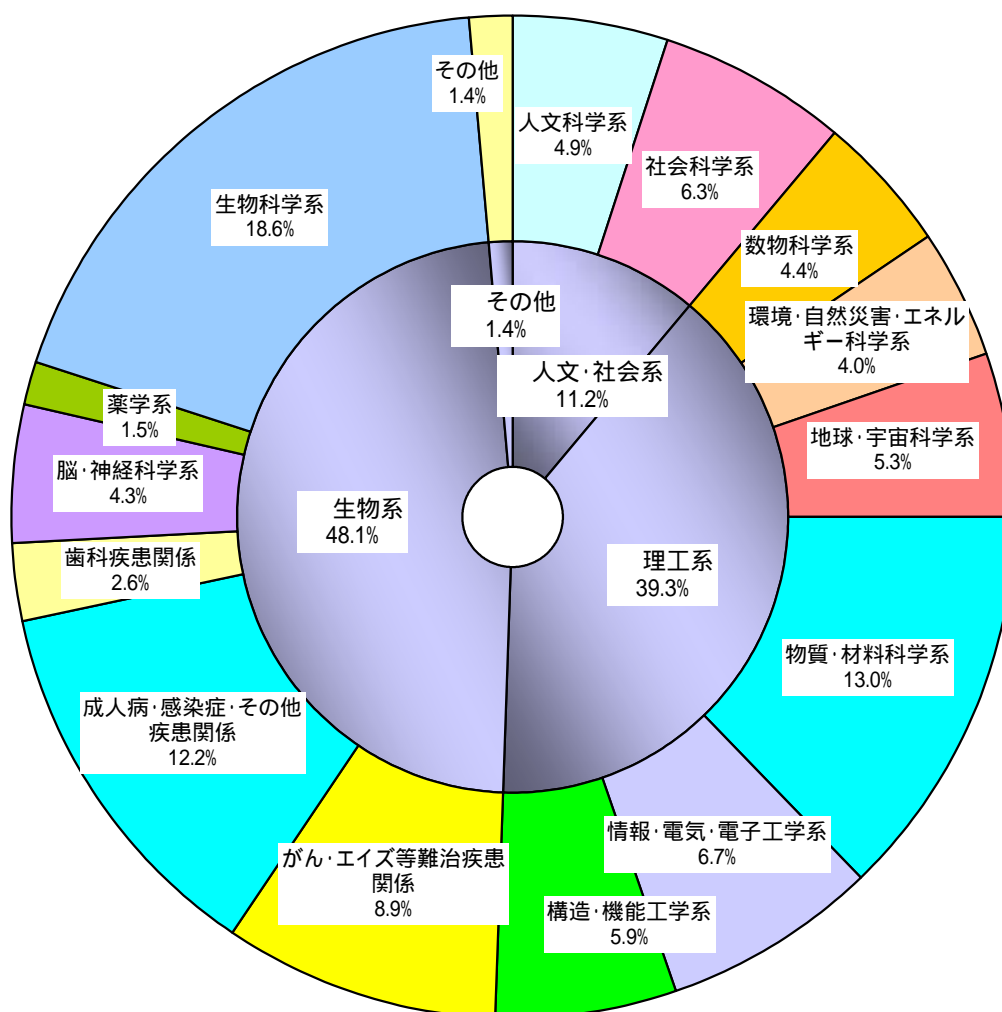 その他
1.4%
人文科学系
4.9%
社会科学系
6.3%
数物科学系
4.4%
環境･自然災害･エネル
ギー科学系
4.0%
地球･宇宙科学系
5.3%
物質･材料科学系
13.0%
情報･電気･電子工学系
6.7%
構造･機能工学系
5.9%
がん･エイズ等難治疾患
関係
8.9%
成人病･感染症･その他
疾患関係
12.2%
歯科疾患関係
2.6%
脳･神経科学系
4.3%
薬学系
1.5%
生物科学系
18.6%
その他
1.4%
人文･社会系
11.2%
理工系
39.3%
生物系
48.1%